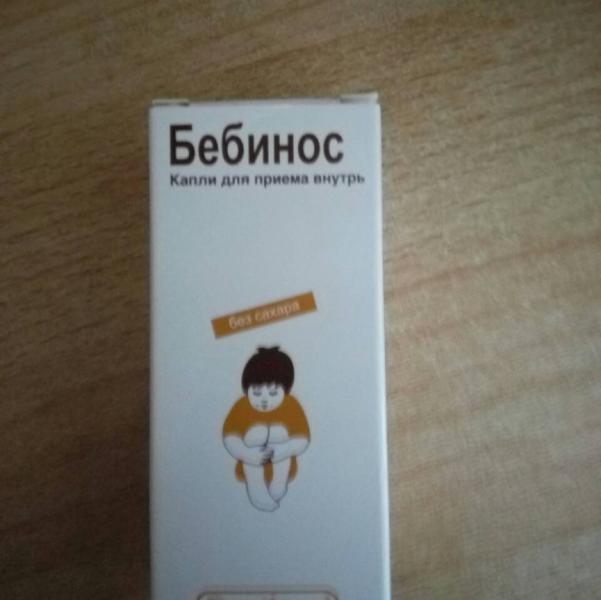 Бебинос
Капли для приема внутрь
без сахара